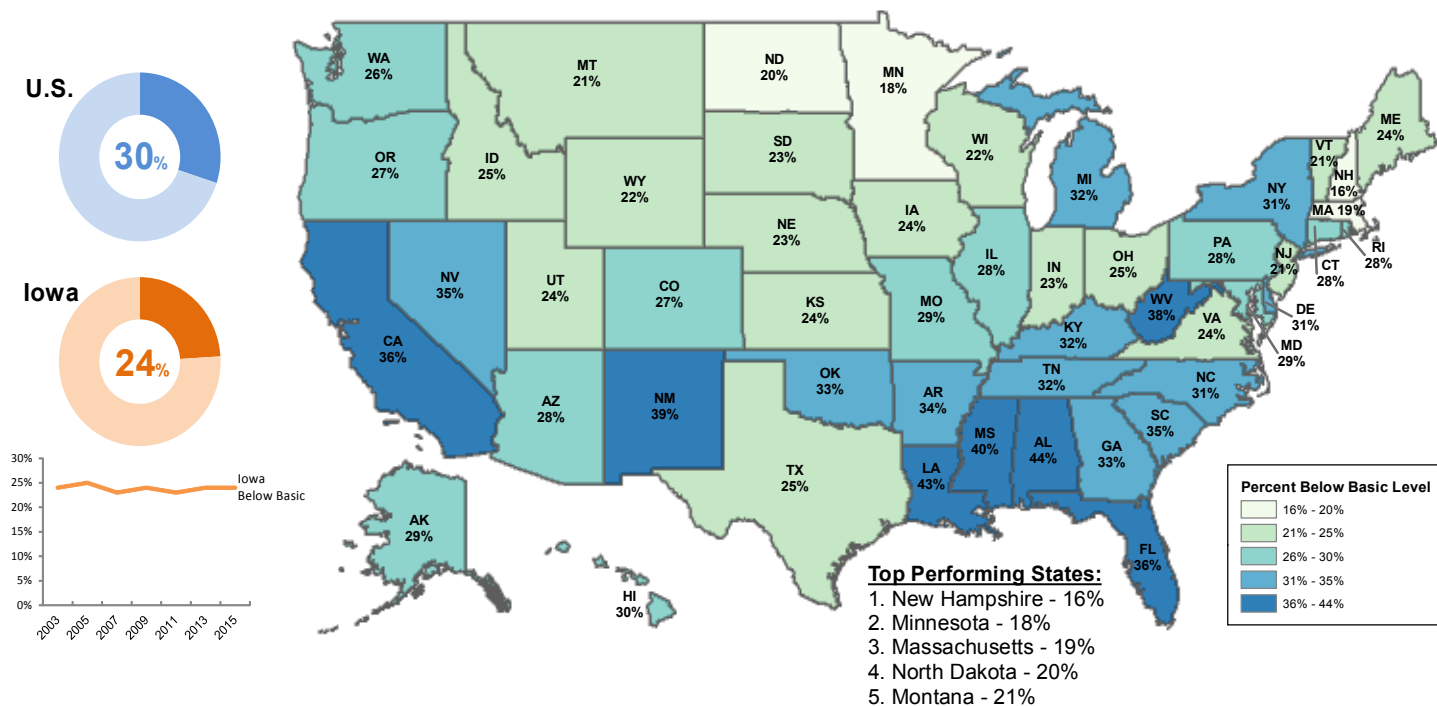 U.S.
30%
Iowa
24%
30%
25%
20%
15%
10%
5%
0%
Iowa
Below Basic
2003
2005
2007
2009
2011
2013
2015
WA
26%
OR
27%
CA
36%
NV
35%
ID
25%
MT
21%
WY
22%
UT
24%
CO
27%
AZ
28%
NM
39%
ND
20%
SD
23%
NE
23%
KS
24%
OK
33%
TX
25%
MN
18%
IA
24%
MO
29%
AR
34%
LA
43%
WI
22%
IL
28%
MI
32%
IN
23%
OH
25%
KY
32%
TN
32%
MS
40%
AL
44%
GA
33%
FL
36%
SC
35%
NC
31%
VA
24%
WV
38%
PA
28%
NY
31%
VT
21%
NH
16%
ME
24%
MA 19%
RI
28%
CT
28%
NJ
21%
DE
31%
MD
29%
AK
29%
HI
30%
Percent Below Basic Level
16% - 20%
21% - 25%
26% - 30%
31% - 35%
36% - 44%
Top Performing States:
1. New Hampshire - 16%
2. Minnesota - 18%
3. Massachusetts - 19%
4. North Dakota - 20%
5. Montana - 21%